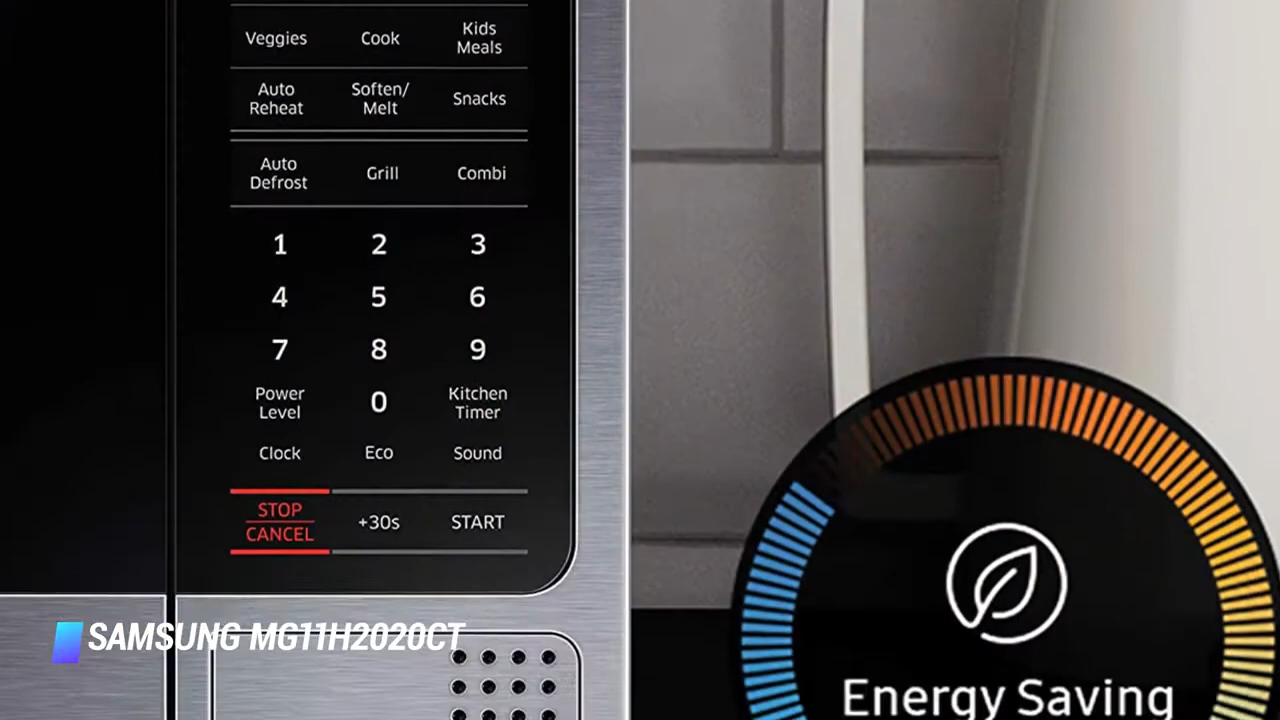 Veggies Cook Kids Meals
Auto Reheat Soften/ Melt Snacks
Auto Defrost Grill Combi
1 2 3
4 5 6
7 8 9
Power Level 0 Kitchen Timer
Clock Eco Sound
STOP CANCEL +30s START
SAMSUNG MG11H2020CT
Energy Saving